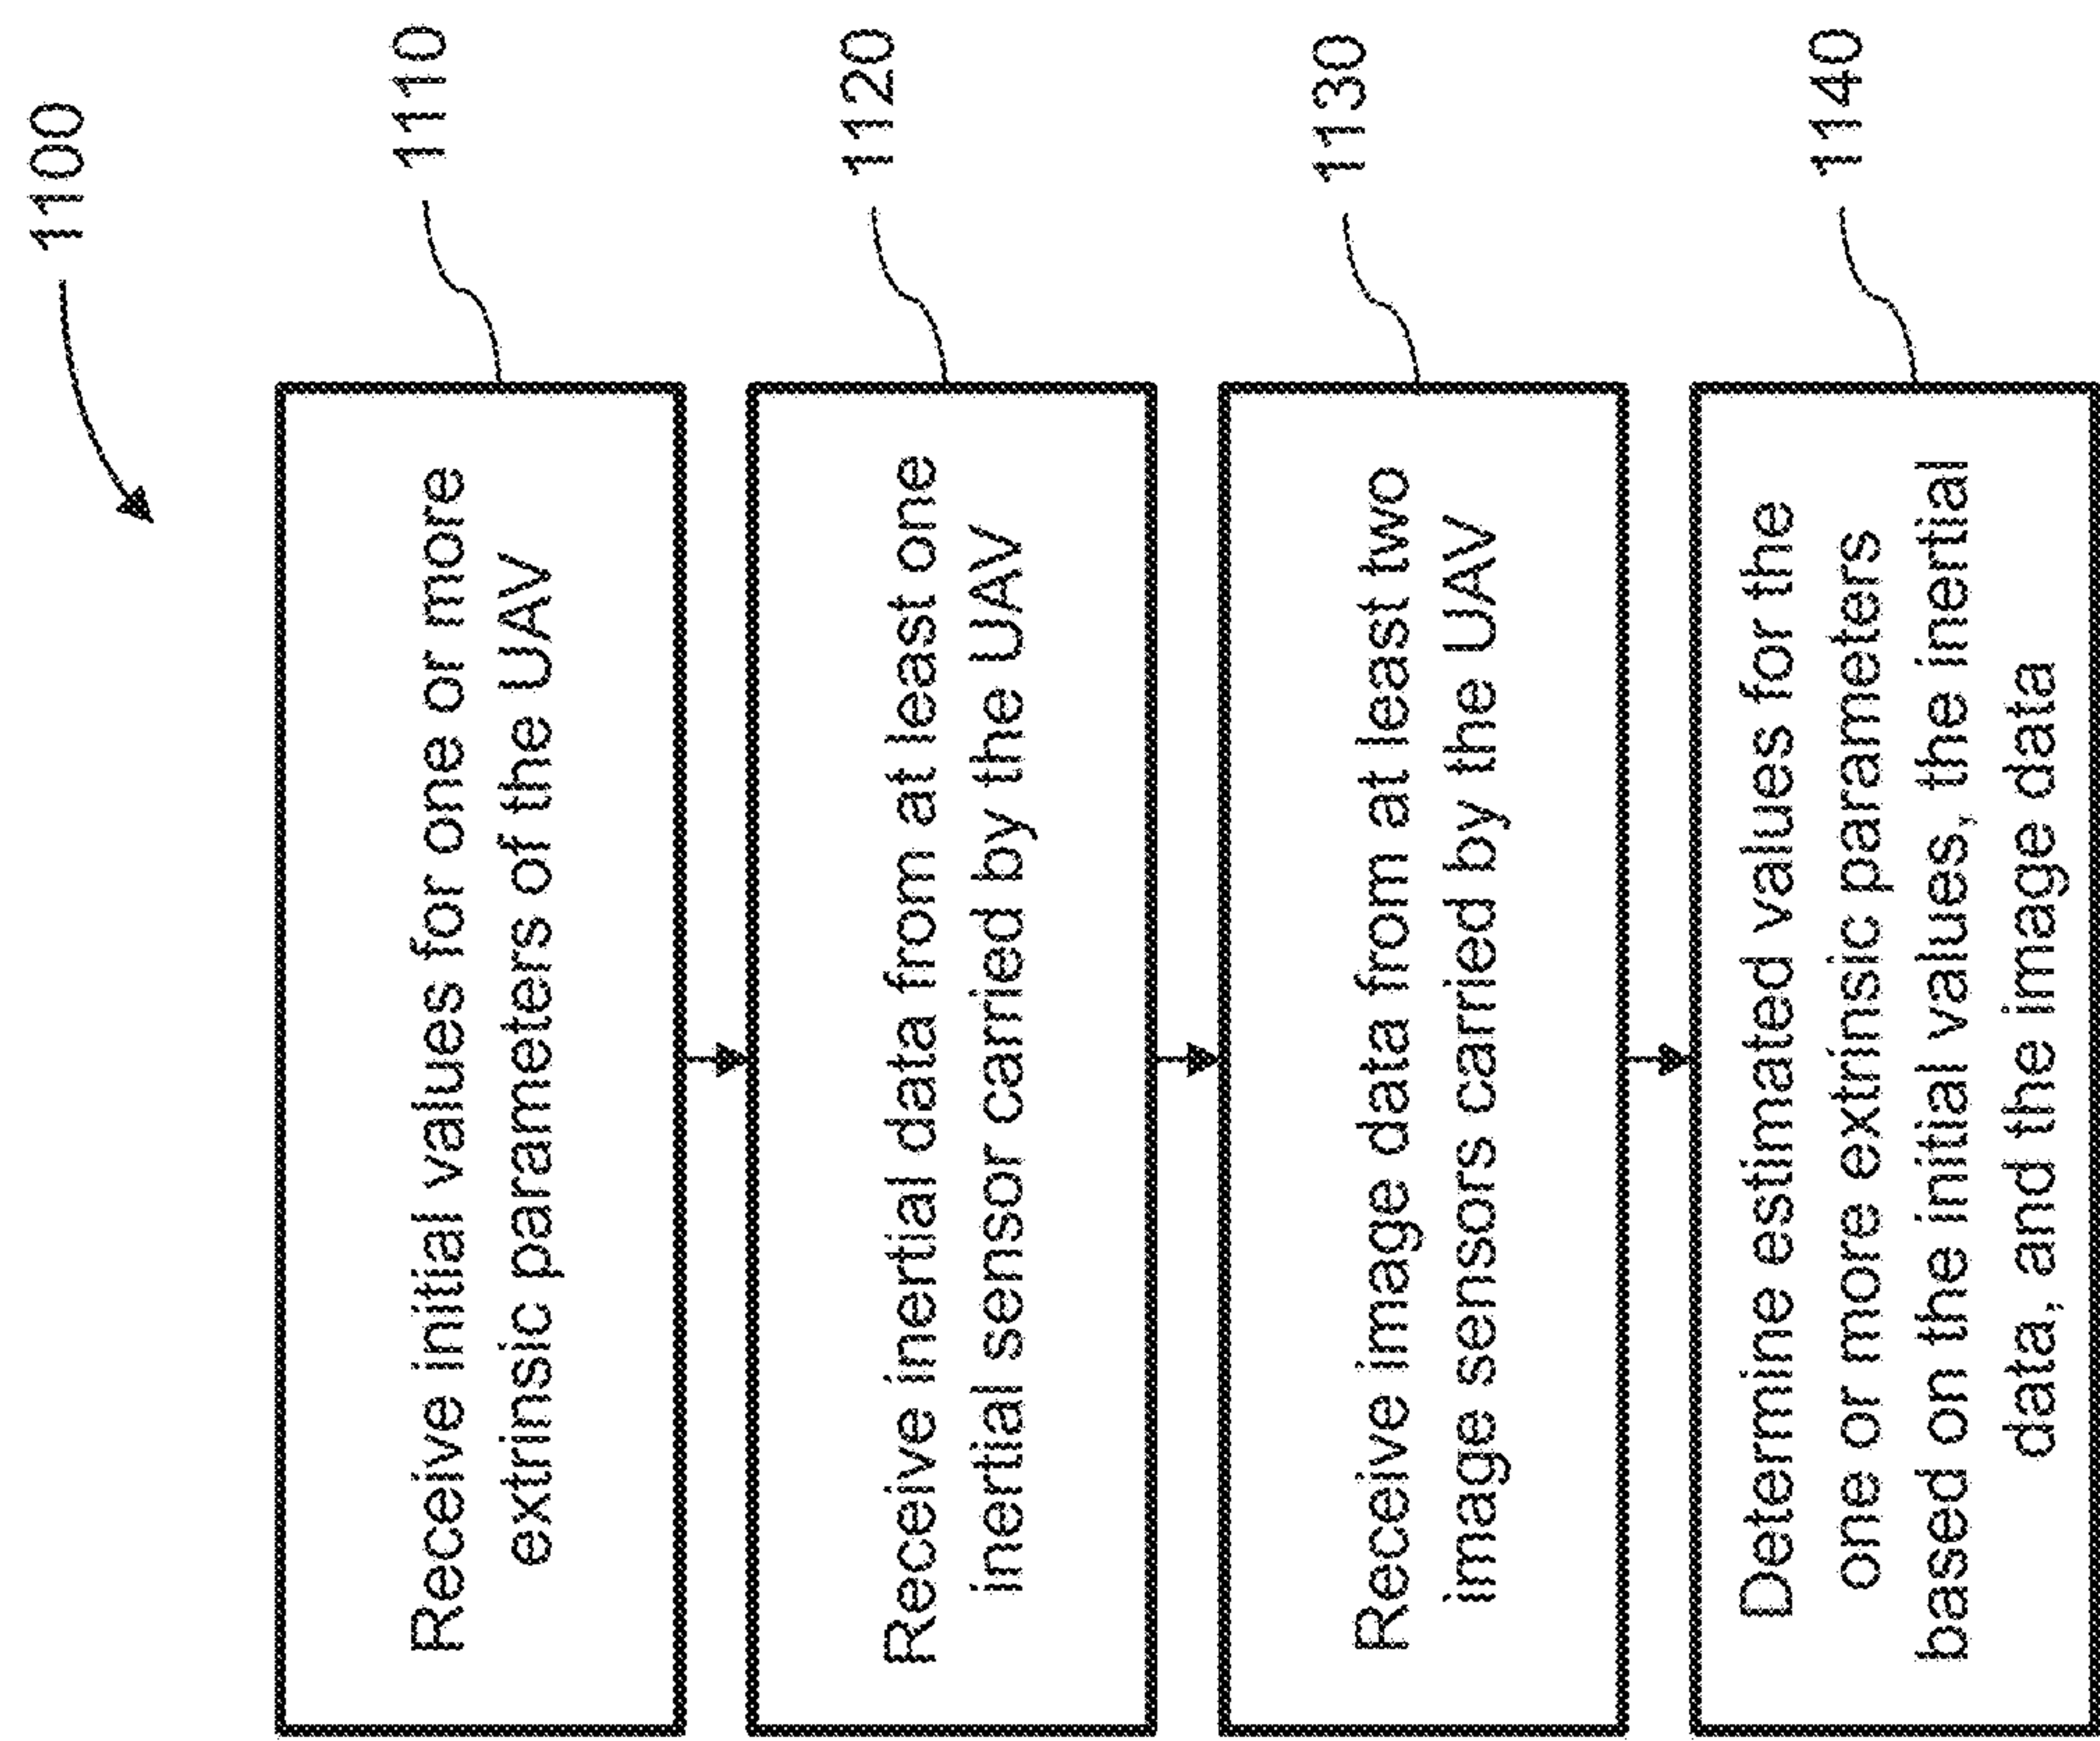 1100
Receive initial values for one or more
extrinsic parameters of the UAV
1110
Receive inertial data from at least one
inertial sensor carried by the UAV
1120
Receive image data from at least two
image sensors carried by the UAV
1130
Determine estimated values for the
one or more extrinsic parameters
based on the initial values, the inertial
data, and the image data
1140